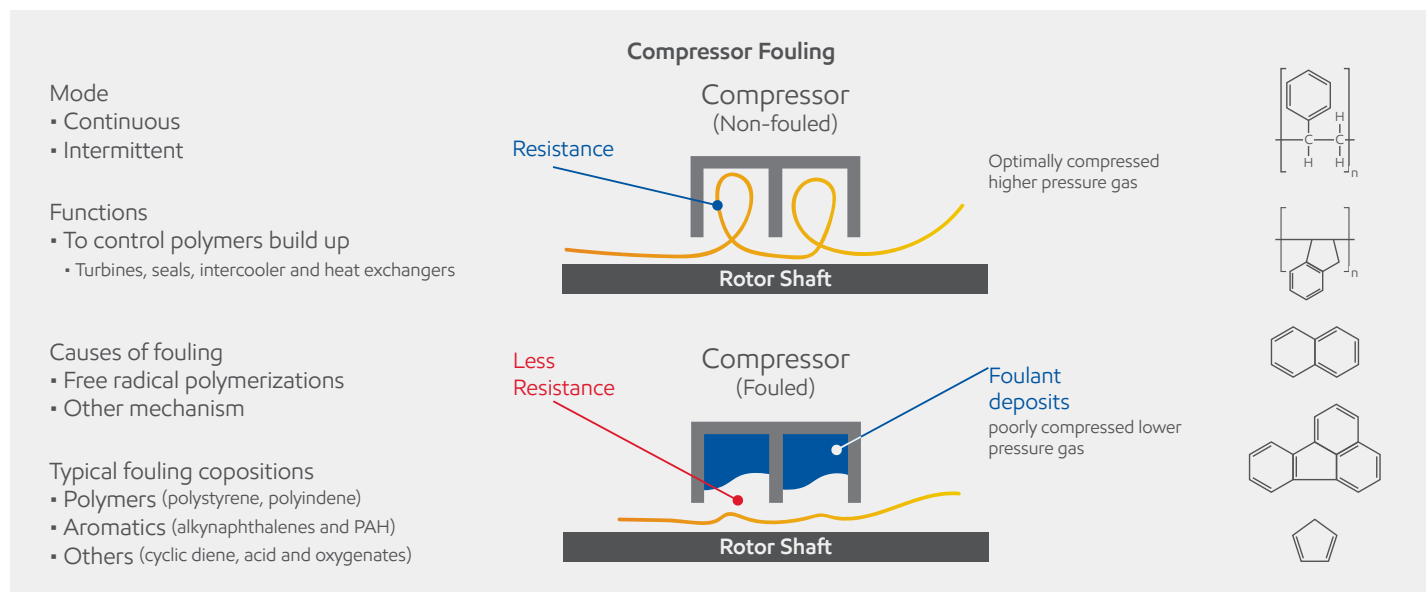 Compressor Fouling
Mode
▪ Continuous
▪ Intermittent
Functions
▪ To control polymers build up
▪ Turbines, seals, intercooler and heat exchangers
Causes of fouling
▪ Free radical polymerizations
▪ Other mechanism
Typical fouling copositions
▪ Polymers (polystyrene, polyindene)
▪ Aromatics (alkynaphthalenes and PAH)
▪ Others (cyclic diene, acid and oxygenates)
Compressor
(Non-fouled)
Resistance
Optimally compressed
higher pressure gas
Rotor Shaft
Less
Resistance
Compressor
(Fouled)
Foulant
deposits
poorly compressed lower
pressure gas
Rotor Shaft
H
C C
H H
n
n